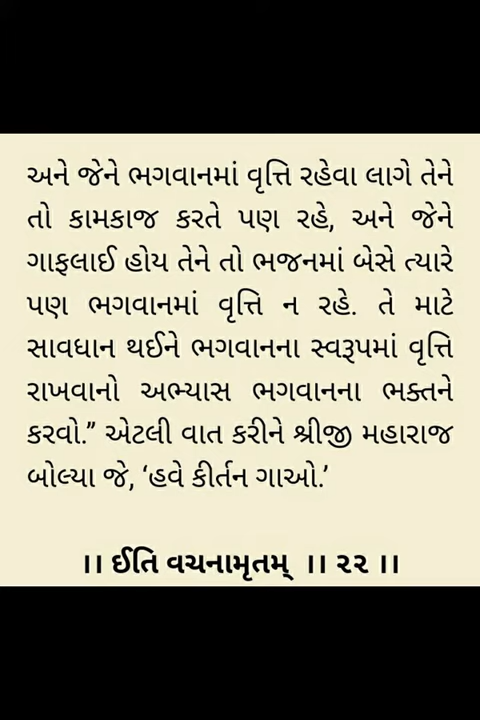 અને જેને ભગવાનમાં વૃત્તિ રહેવા લાગે તેને
તો કામકાજ કરતે પણ રહે, અને જેને
ગાફલાઈ હોય તેને તો ભજનમાં બેસે ત્યારે
પણ ભગવાનમાં વૃત્તિ ન રહે. તે માટે
સાવધાન થઈને ભગવાનના સ્વરૂપમાં વૃત્તિ
રાખવાનો અભ્યાસ ભગવાનના ભક્તને
કરવો.” એટલી વાત કરીને શ્રીજી મહારાજ
બોલ્યા જે, ‘હવે કીર્તન ગાઓ.’
।। ઈતિ વચનામૃતમ્ ।। ૨૨ ।।